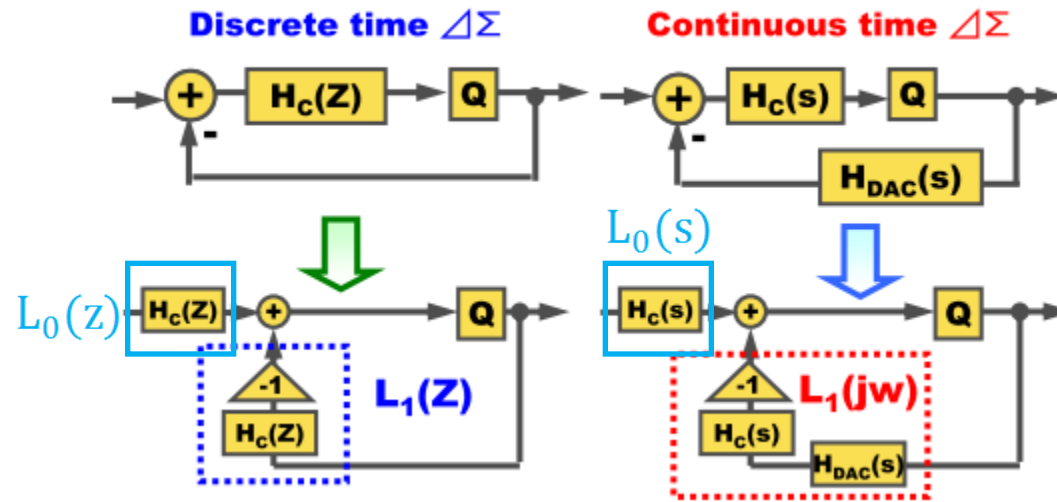 Discrete time ⊿Σ
Continuous time ⊿Σ
+
-
H_C(Z)
Q
+
-
H_C(s)
Q
H_DAC(s)
L_0(z)
H_C(Z)
+
Q
-1
H_C(Z)
L_1(Z)
L_0(s)
H_C(s)
+
Q
-1
H_C(s)
L_1(jw)
H_DAC(s)